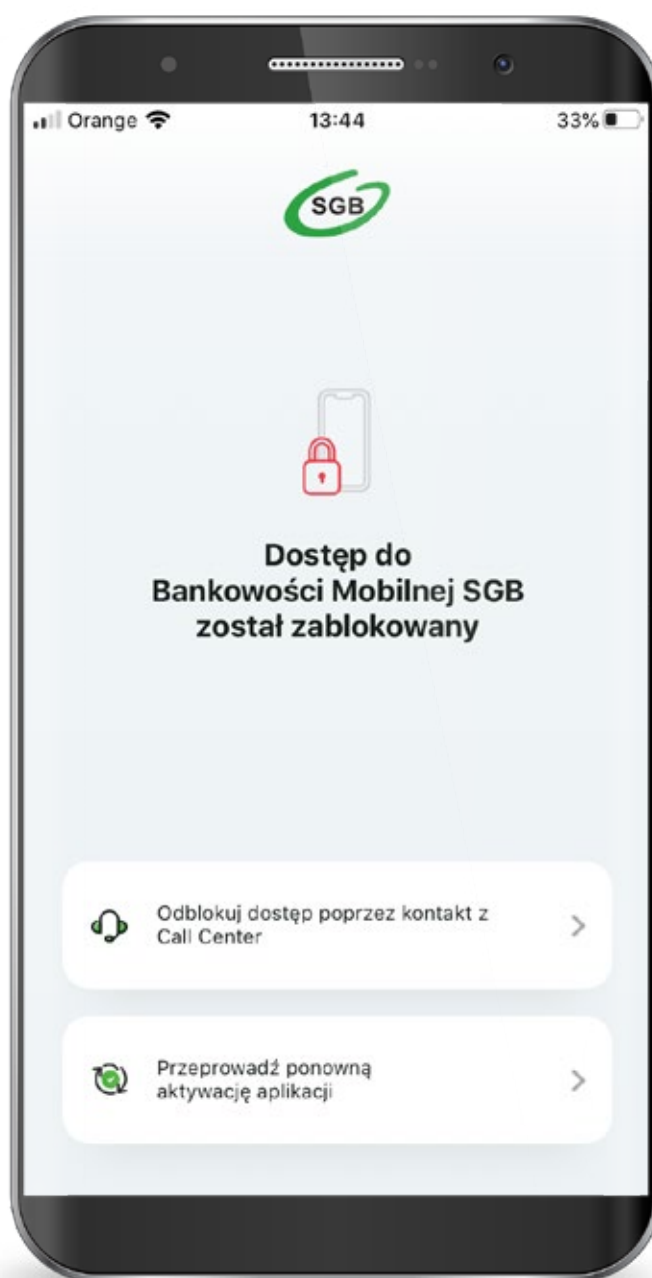 Orange 13:44 33%
SGB
Dostęp do
Bankowości Mobilnej SGB
został zablokowany
Odblokuj dostęp poprzez kontakt z
Call Center
Przeprowadź ponowną
aktywację aplikacji